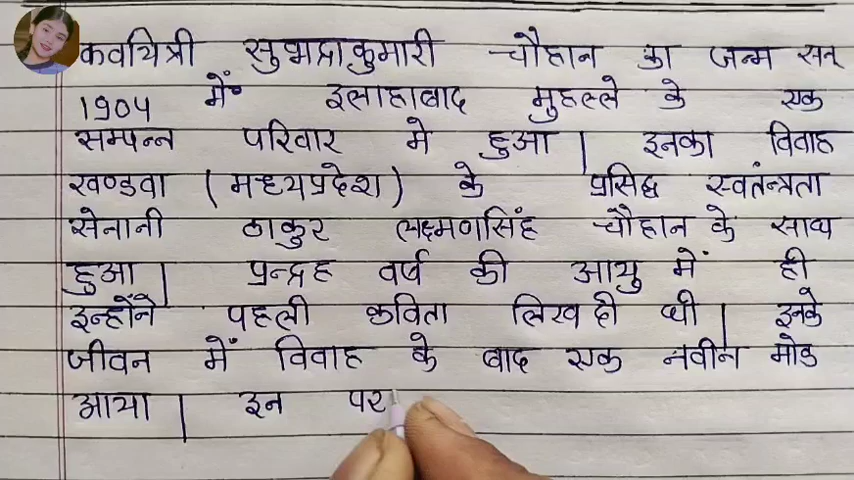 कवयित्री सुभद्राकुमारी चौहान का जन्म सन्
1904 में इलाहाबाद मुहल्ले के एक
सम्पन्न परिवार मे हुआ | इनका विवाह
खण्डवा (मध्यप्रदेश) के प्रसिद्ध स्वतंन्त्रता
सेनानी ठाकुर लक्ष्मणसिंह चौहान के साथ
हुआ | पन्द्रह वर्ष की आयु में ही
इन्होंने पहली कविता लिख दी थी | इनके
जीवन में विवाह के बाद एक नवीन मोड
आया | इन पर